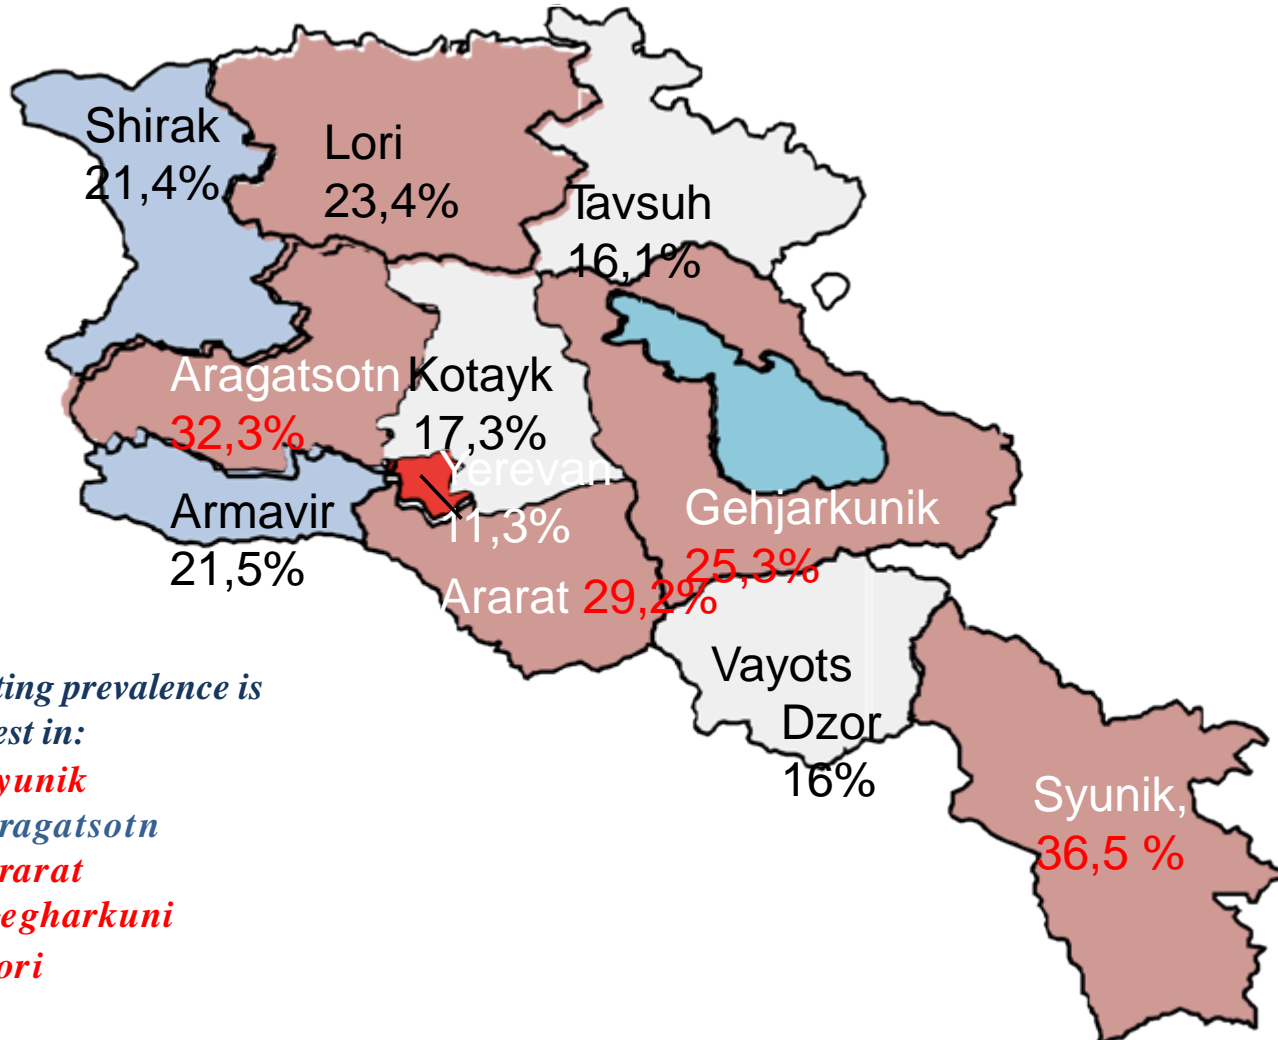 Shirak
21,4%
Lori
23,4%
Tavsuh
16,1%
Aragatsotn
32,3%
Kotayk
17,3%
Yerevan
11,3%
Armavir
21,5%
Gehjarkunik
25,3%
Ararat 29,2%
Vayots
Dzor
16%
Syunik,
36,5 %
ting prevalence is
est in:
yunik
ragatsotn
rarat
egharkuni
ori